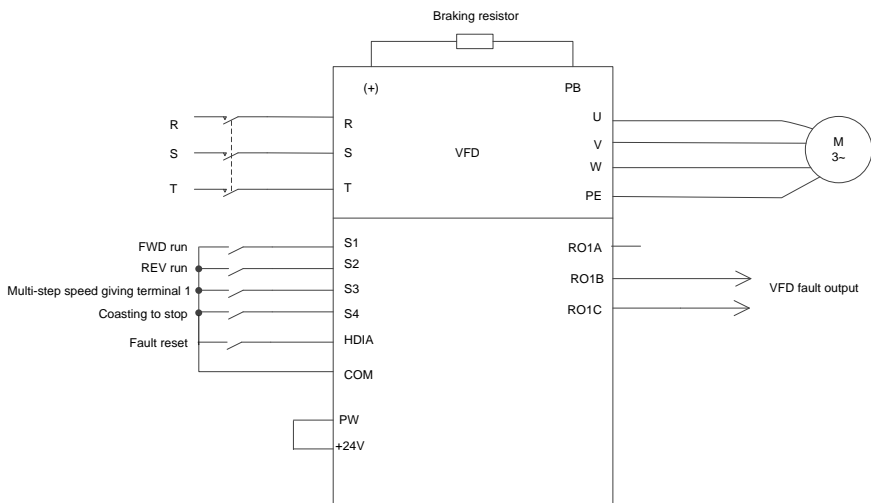 Braking resistor
(+)
PB
R
R
U
S
S
VFD
V
M
3~
W
T
T
PE
FWD run
S1
RO1A
REV run
S2
RO1B
Multi-step speed giving terminal 1
S3
VFD fault output
Coasting to stop
S4
RO1C
Fault reset
HDIA
COM
PW
+24V